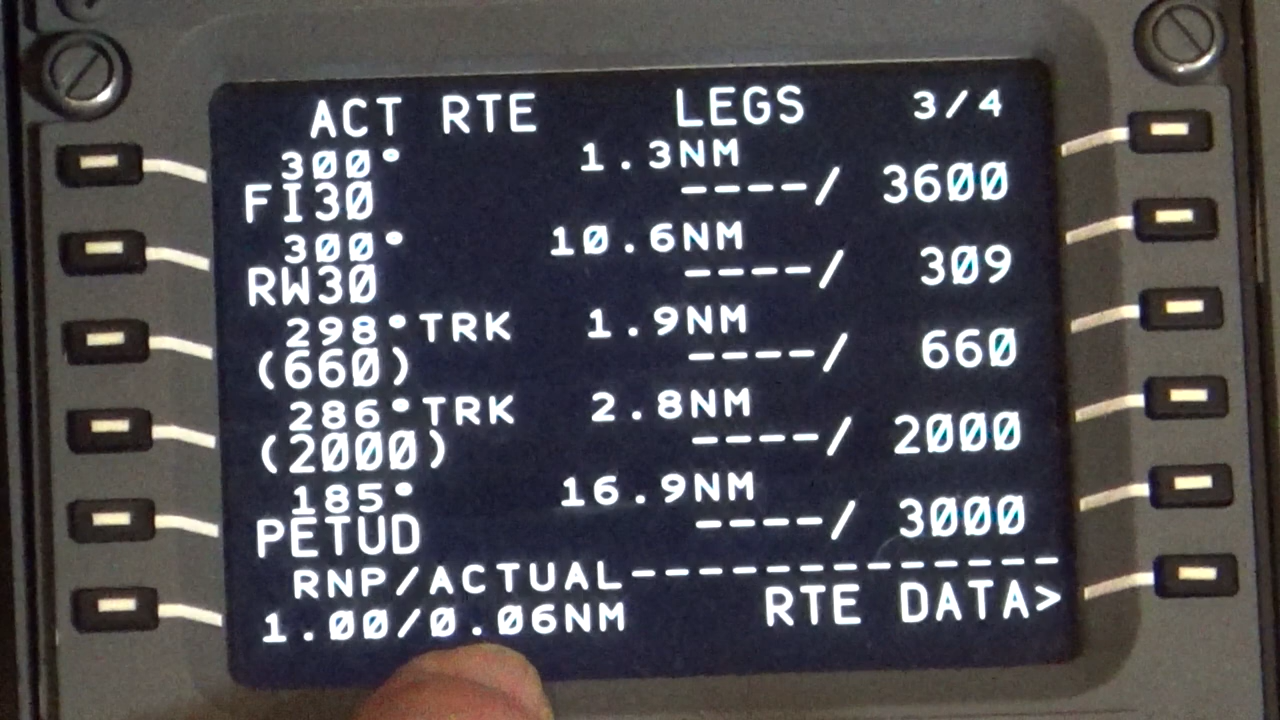 ACT RTE LEGS 3/4
300° 1.3NM
FI30 ----/ 3600
300° 10.6NM
RW30 ----/ 309
298°TRK 1.9NM
(660) ----/ 660
286°TRK 2.8NM
(2000) ----/ 2000
185° 16.9NM
PETUD ----/ 3000
RNP/ACTUAL-------------
1.00/0.06NM RTE DATA>